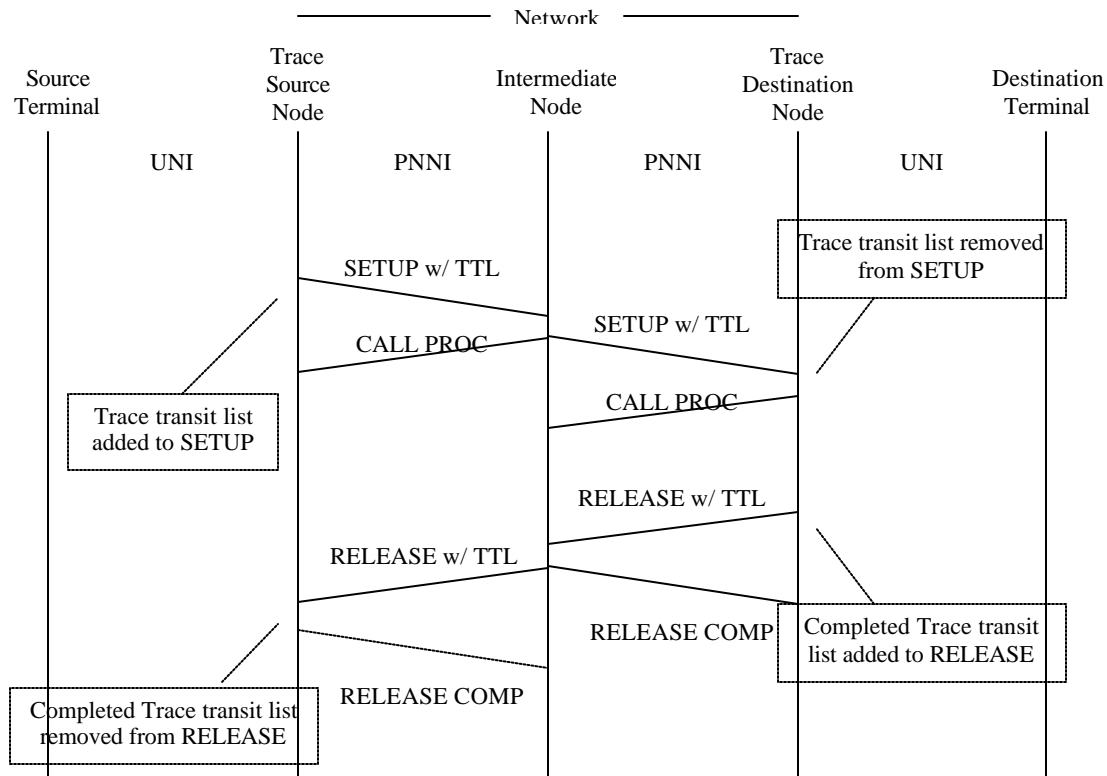 Network
Source
Terminal
Trace
Source
Node
Intermediate
Node
Trace
Destination
Node
Destination
Terminal
UNI
PNNI
PNNI
UNI
Trace transit list removed
from SETUP
SETUP w/ TTL
SETUP w/ TTL
CALL PROC
Trace transit list
added to SETUP
CALL PROC
RELEASE w/ TTL
RELEASE w/ TTL
RELEASE COMP
Completed Trace transit
list added to RELEASE
RELEASE COMP
Completed Trace transit list
removed from RELEASE